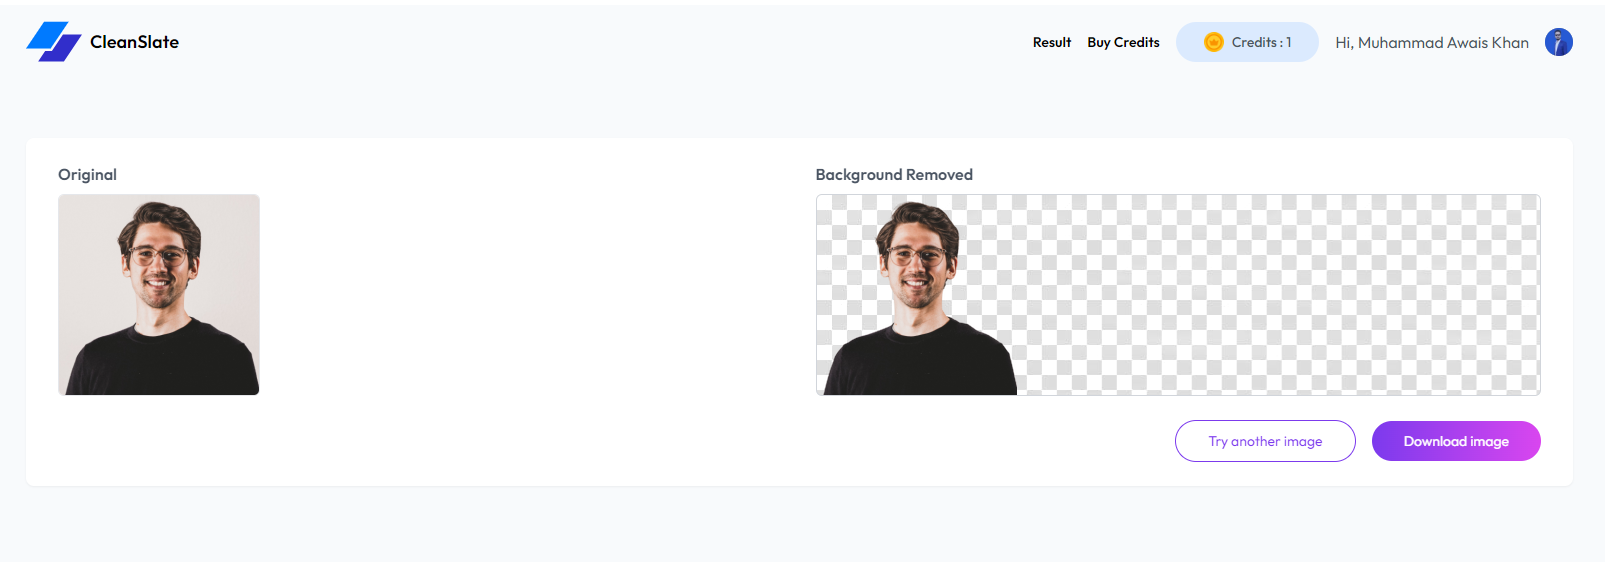 CleanSlate
Result
Buy Credits
Credits : 1
Hi, Muhammad Awais Khan
Original
Background Removed
Try another image
Download image